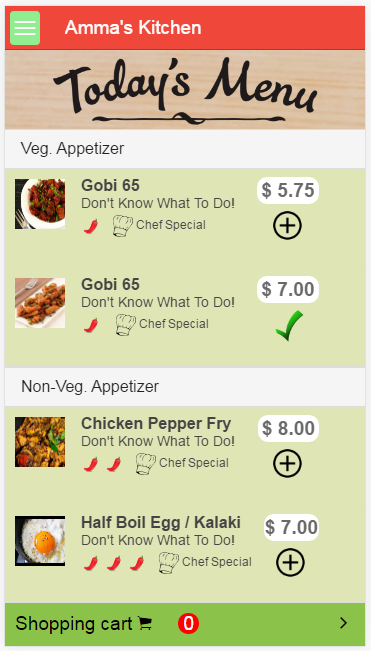 Amma's Kitchen
Today's Menu
Veg. Appetizer
Gobi 65
$ 5.75
Don't Know What To Do!
Chef Special
Gobi 65
$ 7.00
Don't Know What To Do!
Chef Special
Non-Veg. Appetizer
Chicken Pepper Fry
$ 8.00
Don't Know What To Do!
Chef Special
Half Boil Egg / Kalaki
$ 7.00
Don't Know What To Do!
Chef Special
Shopping cart 0